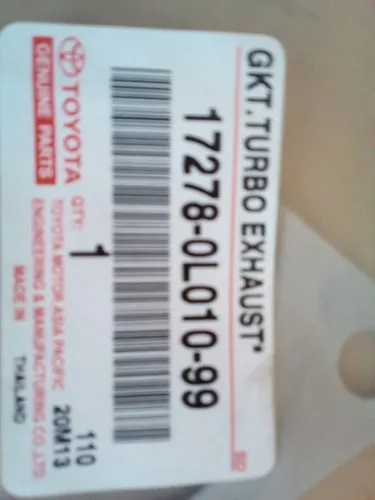 GKT.TURBO EXHAUST*
17278-0L010-99
TOYOTA
GENUINE PARTS
QTY:
1
110
20M13
TOYOTA MOTOR ASIA PACIFIC
ENGINEERING & MANUFACTURING CO.,LTD.
MADE IN THAILAND